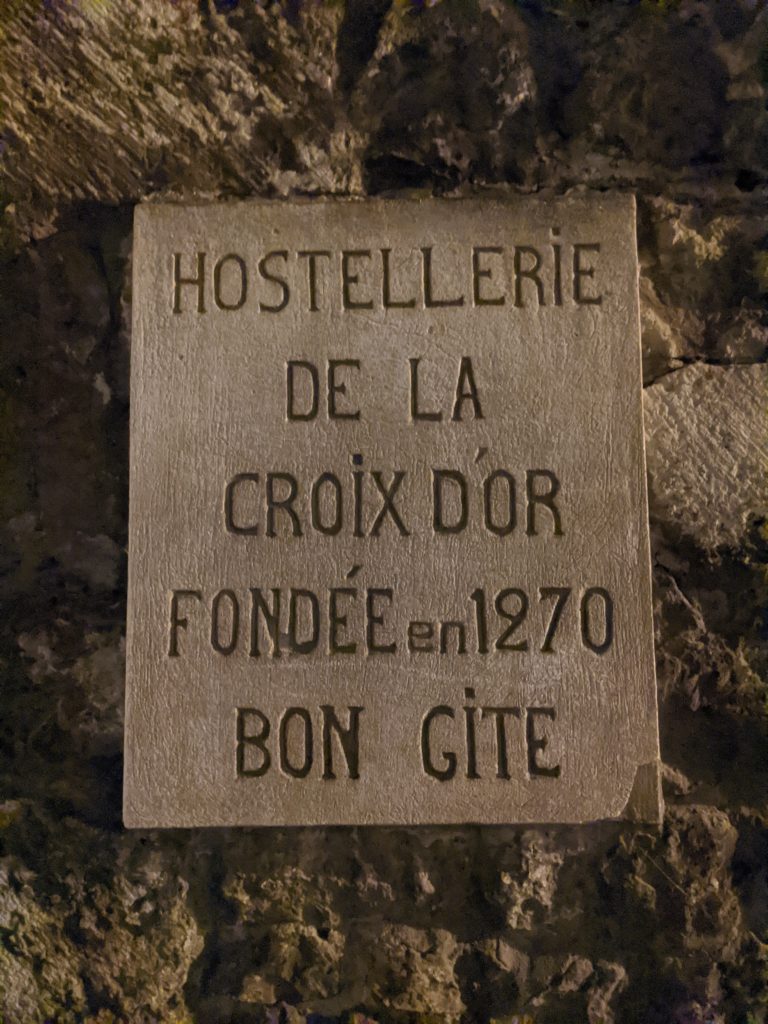 HOSTELLERiE
DE LA
CROiX D'OR
FONDÉE en 1270
BON GiTE